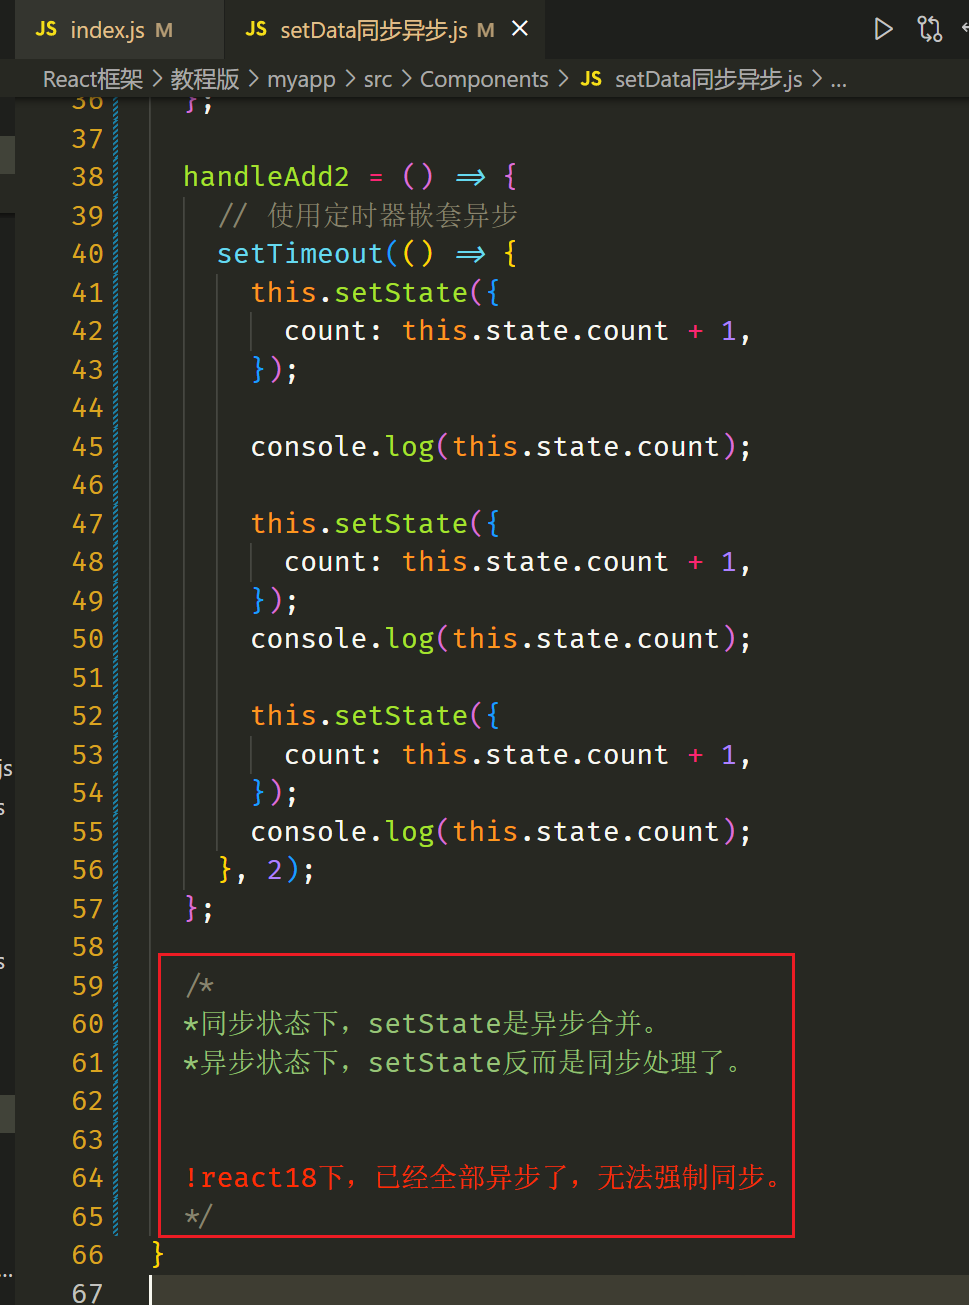 JS index.js M
JS setData同步异步.js M
React框架 > 教程版 > myapp > src > Components > JS setData同步异步.js > ...
36 };
37
38 handleAdd2 = () => {
39 // 使用定时器嵌套异步
40 setTimeout(() => {
41 this.setState({
42 count: this.state.count + 1,
43 });
44
45 console.log(this.state.count);
46
47 this.setState({
48 count: this.state.count + 1,
49 });
50 console.log(this.state.count);
51
52 this.setState({
53 count: this.state.count + 1,
54 });
55 console.log(this.state.count);
56 }, 2);
57 };
58
59 /*
60 *同步状态下，setState是异步合并。
61 *异步状态下，setState反而是同步处理了。
62
63
64 !react18下，已经全部异步了，无法强制同步。
65 */
66 }
67